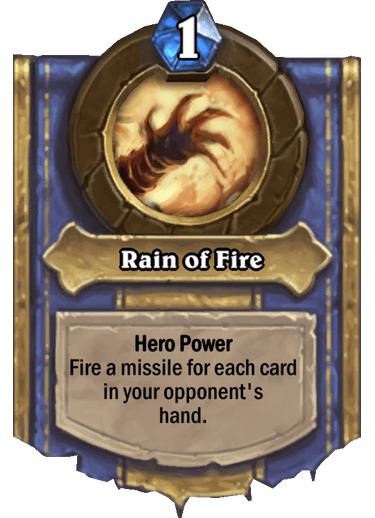 1
Rain of Fire
Hero Power
Fire a missile for each card
in your opponent's
hand.